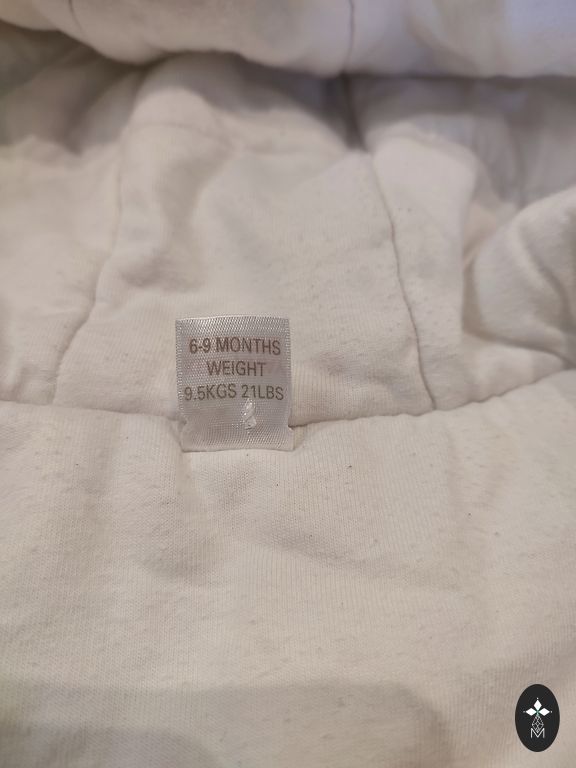 6-9 MONTHS
WEIGHT
9.5KGS 21LBS
M